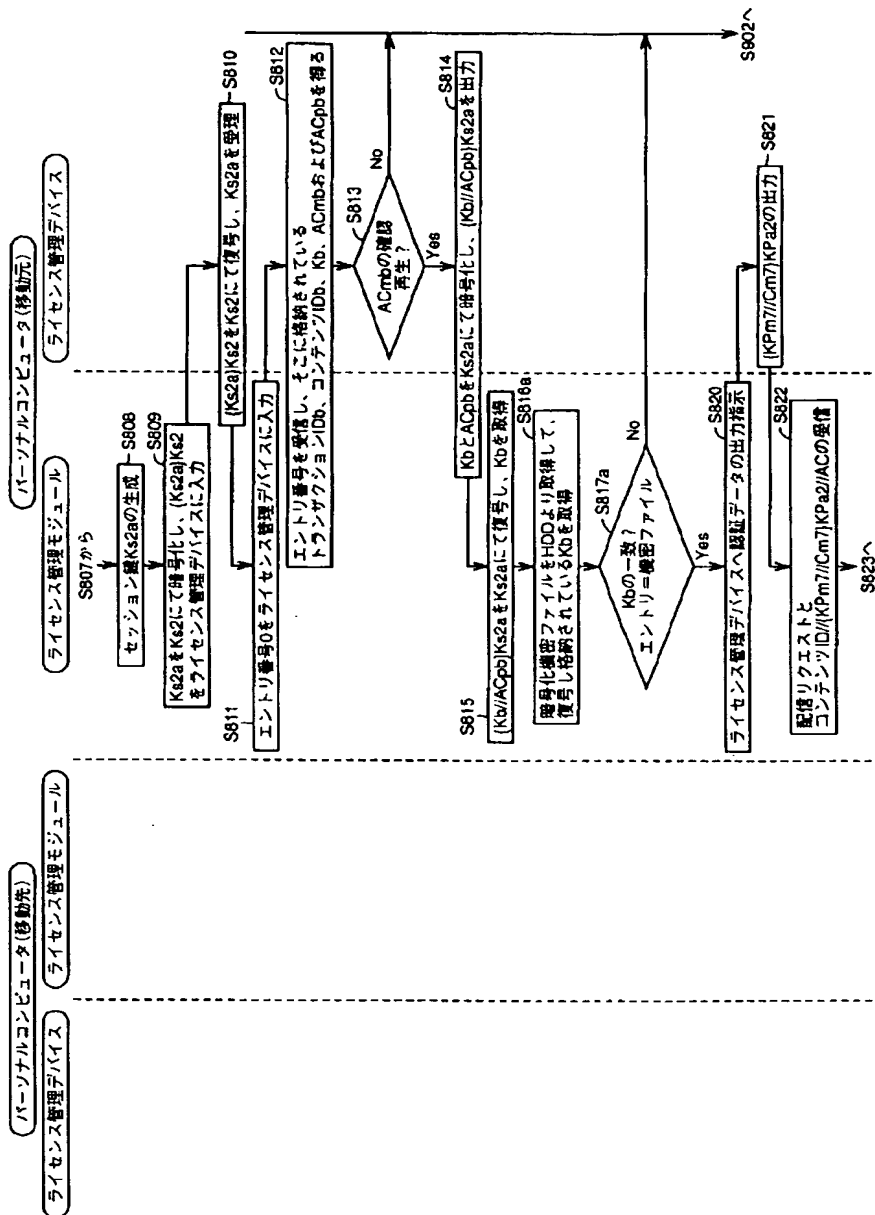 パーソナルコンピュータ(移動先)
パーソナルコンピュータ(移動元)
ライセンス管理デバイス
ライセンス管理モジュール
ライセンス管理モジュール
ライセンス管理デバイス
S807から
セッション鍵Ks2aの生成
S808
S809
Ks2aをKs2にて暗号化し、{Ks2a}Ks2
をライセンス管理デバイスに入力
{Ks2a}Ks2をKs2にて復号し、Ks2aを受理
S810
S811
エントリ番号0をライセンス管理デバイスに入力
S812
エントリ番号を受信し、そこに格納されている
トランザクションIDb、コンテンツIDb、Kb、ACmbおよびACpbを得る
S813
ACmbの確認
再生?
No
Yes
S814
KbとACpbをKs2aにて暗号化し、{Kb//ACpb}Ks2aを出力
S815
{Kb//ACpb}Ks2aをKs2aにて復号し、Kbを取得
S816a
暗号化機密ファイルをHDDより取得して、
復号し格納されているKbを取得
S817a
Kbの一致?
エントリ=機密ファイル
No
Yes
S820
ライセンス管理デバイスへ認証データの出力指示
S821
{KPm7//Cm7}KPa2の出力
S822
配信リクエストと
コンテンツID//{KPm7//Cm7}KPa2//ACの受信
S823へ
S902へ